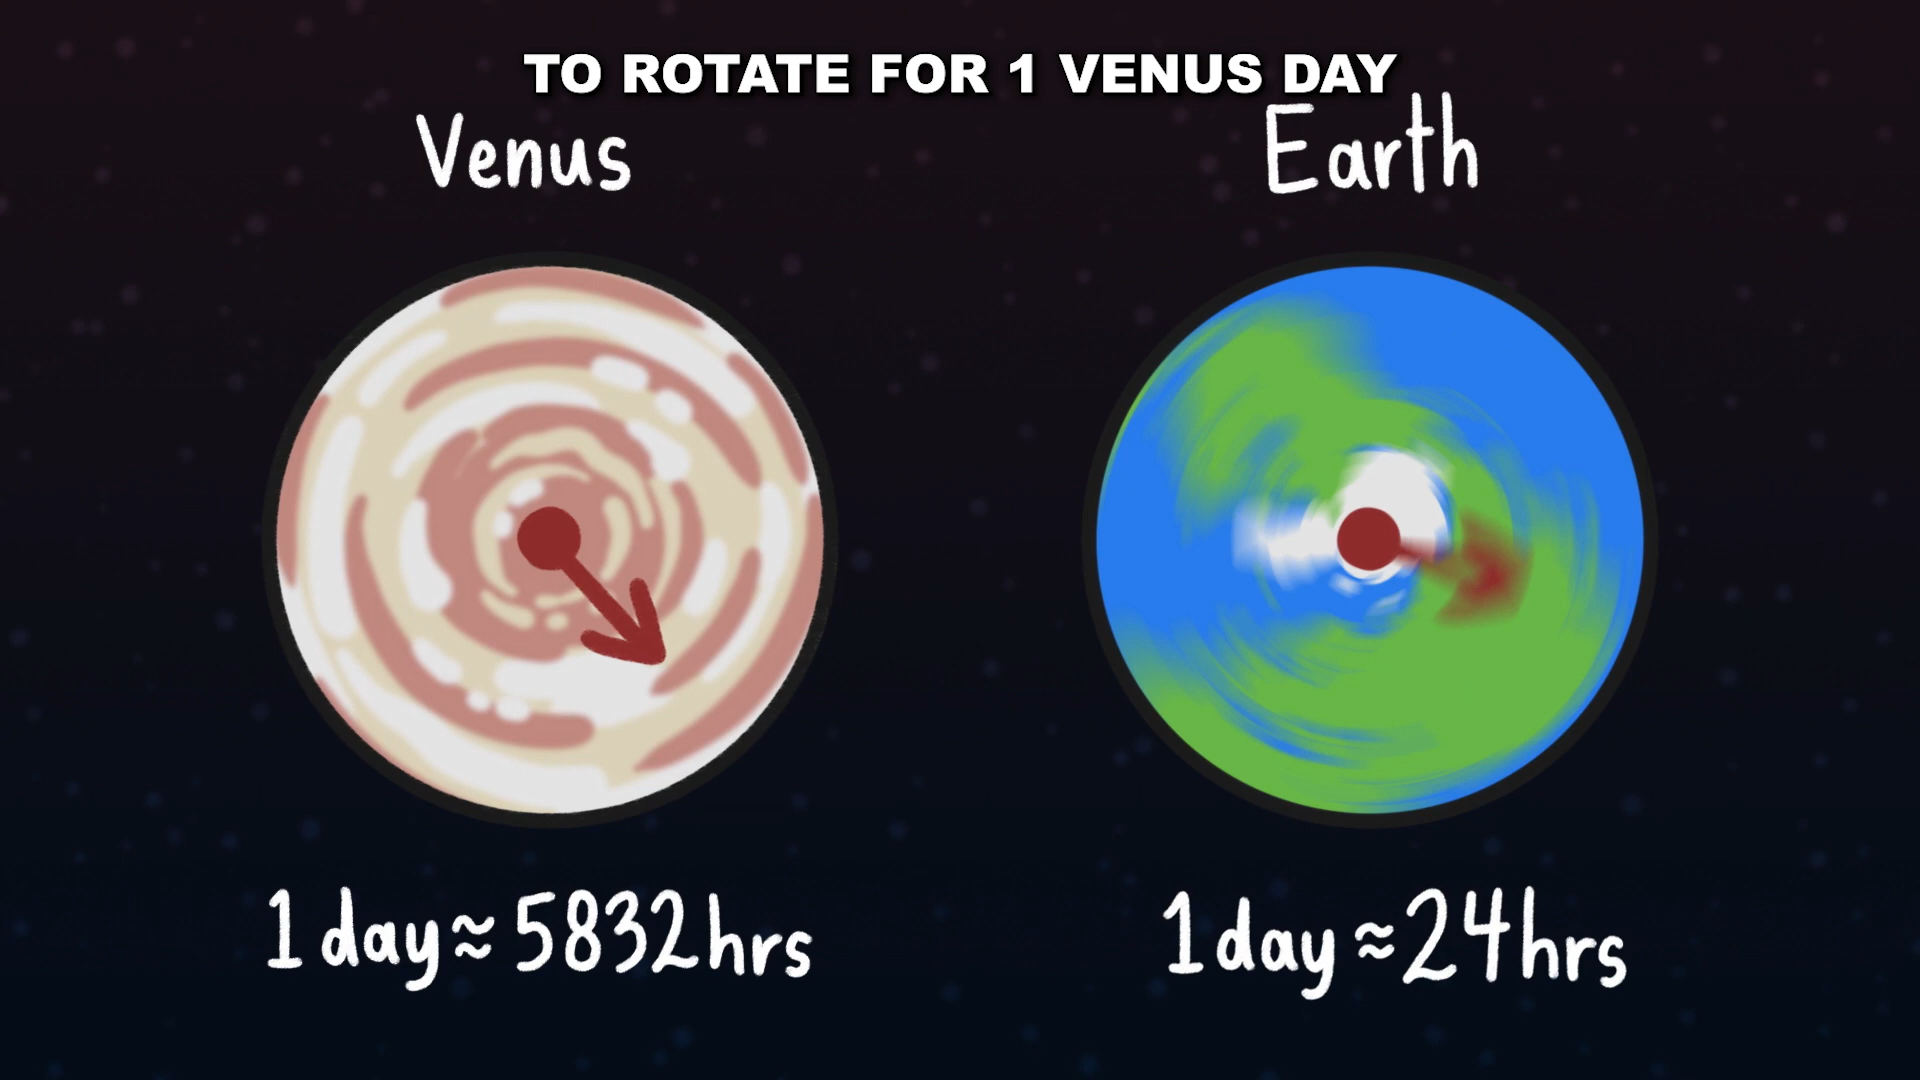 TO ROTATE FOR 1 VENUS DAY
Venus
Earth
1 day ≈ 5832 hrs
1 day ≈ 24 hrs